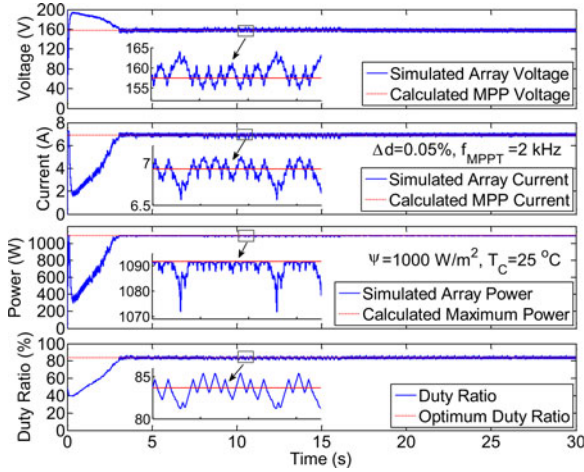 Voltage (V)
200
160
120
80
40
0
165
160
155
Simulated Array Voltage
Calculated MPP Voltage
Current (A)
8
6
4
2
0
7
6.5
Δd=0.05%, fMPPT =2 kHz
Simulated Array Current
Calculated MPP Current
Power (W)
1000
800
600
400
200
0
1090
1080
1070
Ψ=1000 W/m², TC=25 °C
Simulated Array Power
Calculated Maximum Power
Duty Ratio (%)
100
80
60
40
20
0
85
80
Duty Ratio
Optimum Duty Ratio
0 5 10 15 20 25 30
Time (s)